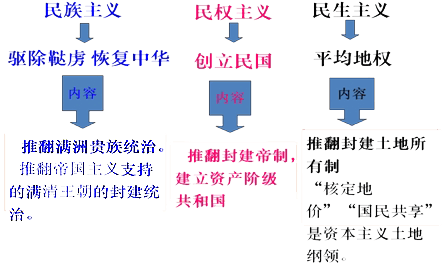 民族主义
民权主义
民生主义
驱除鞑虏 恢复中华
创立民国
平均地权
内容
内容
内容
推翻满洲贵族统治。
推翻帝国主义支持
的满清王朝的封建统
治。
推翻封建帝制，
建立资产阶级
共和国
推翻封建土地所
有制
“核定地
价”“国民共享”
是资本主义土地
纲领。